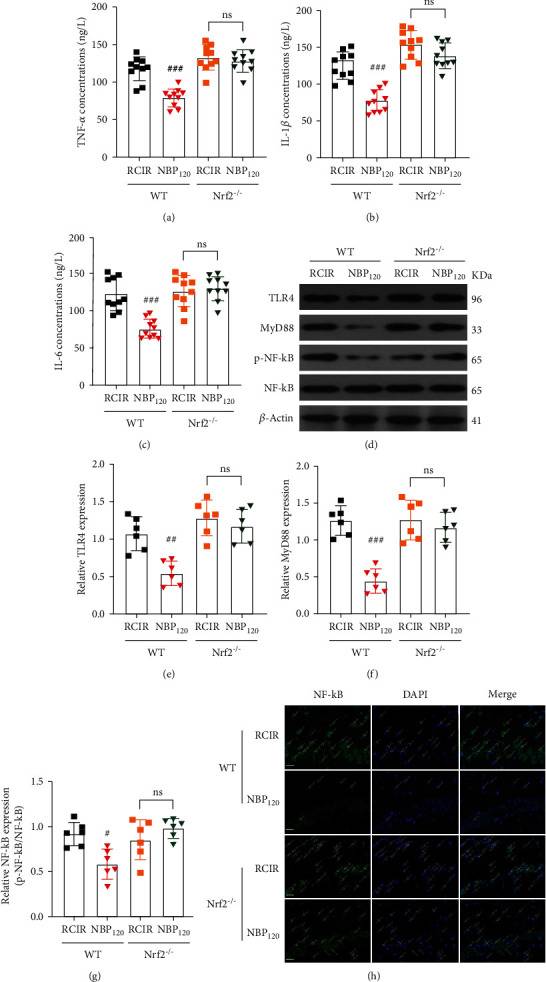 TNF-α concentrations (ng/L)
200
150
100
50
0
###
ns
RCIR NBP120 RCIR NBP120
WT Nrf2-/-
(a)
IL-1β concentrations (ng/L)
200
150
100
50
0
###
ns
RCIR NBP120 RCIR NBP120
WT Nrf2-/-
(b)
IL-6 concentrations (ng/L)
200
150
100
50
0
###
ns
RCIR NBP120 RCIR NBP120
WT Nrf2-/-
(c)
WT Nrf2-/-
RCIR NBP120 RCIR NBP120 KDa
TLR4 96
MyD88 33
p-NF-kB 65
NF-kB 65
β-Actin 41
(d)
Relative TLR4 expression
2.0
1.5
1.0
0.5
0.0
##
ns
RCIR NBP120 RCIR NBP120
WT Nrf2-/-
(e)
Relative MyD88 expression
2.0
1.5
1.0
0.5
0.0
###
ns
RCIR NBP120 RCIR NBP120
WT Nrf2-/-
(f)
Relative NF-kB expression
(p-NF-kB/NF-kB)
1.5
1.0
0.5
0.0
#
ns
RCIR NBP120 RCIR NBP120
WT Nrf2-/-
(g)
NF-kB DAPI Merge
RCIR
WT
NBP120
RCIR
Nrf2-/-
NBP120
(h)